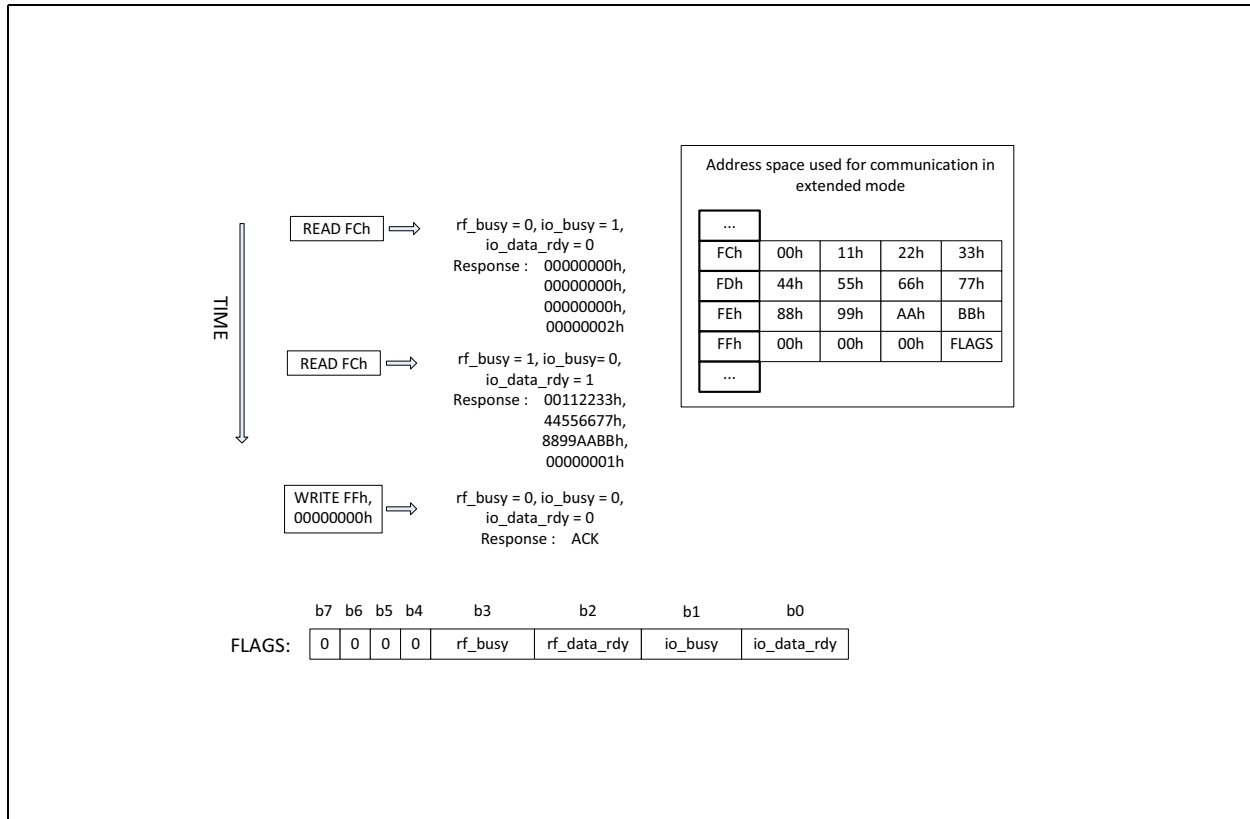 Address space used for communication in
extended mode
...
FCh 00h 11h 22h 33h
FDh 44h 55h 66h 77h
FEh 88h 99h AAh BBh
FFh 00h 00h 00h FLAGS
...
TIME
READ FCh
rf_busy = 0, io_busy = 1,
io_data_rdy = 0
Response : 00000000h,
00000000h,
00000000h,
00000002h
READ FCh
rf_busy = 1, io_busy= 0,
io_data_rdy = 1
Response : 00112233h,
44556677h,
8899AABBh,
00000001h
WRITE FFh,
00000000h
rf_busy = 0, io_busy = 0,
io_data_rdy = 0
Response : ACK
b7 b6 b5 b4 b3 b2 b1 b0
FLAGS: 0 0 0 0 rf_busy rf_data_rdy io_busy io_data_rdy